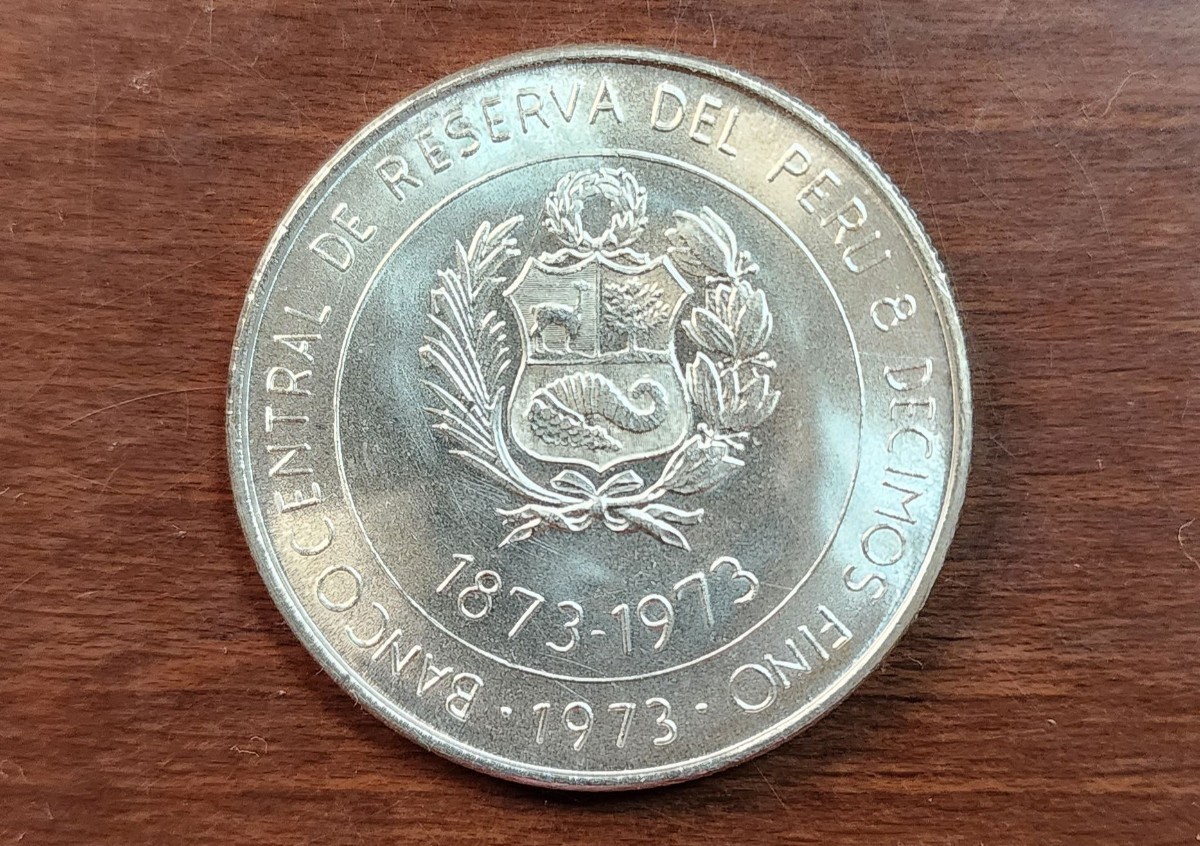 BANCO CENTRAL DE RESERVA DEL PERU 8 DECIMOS FINO
1873-1973
· 1973 ·